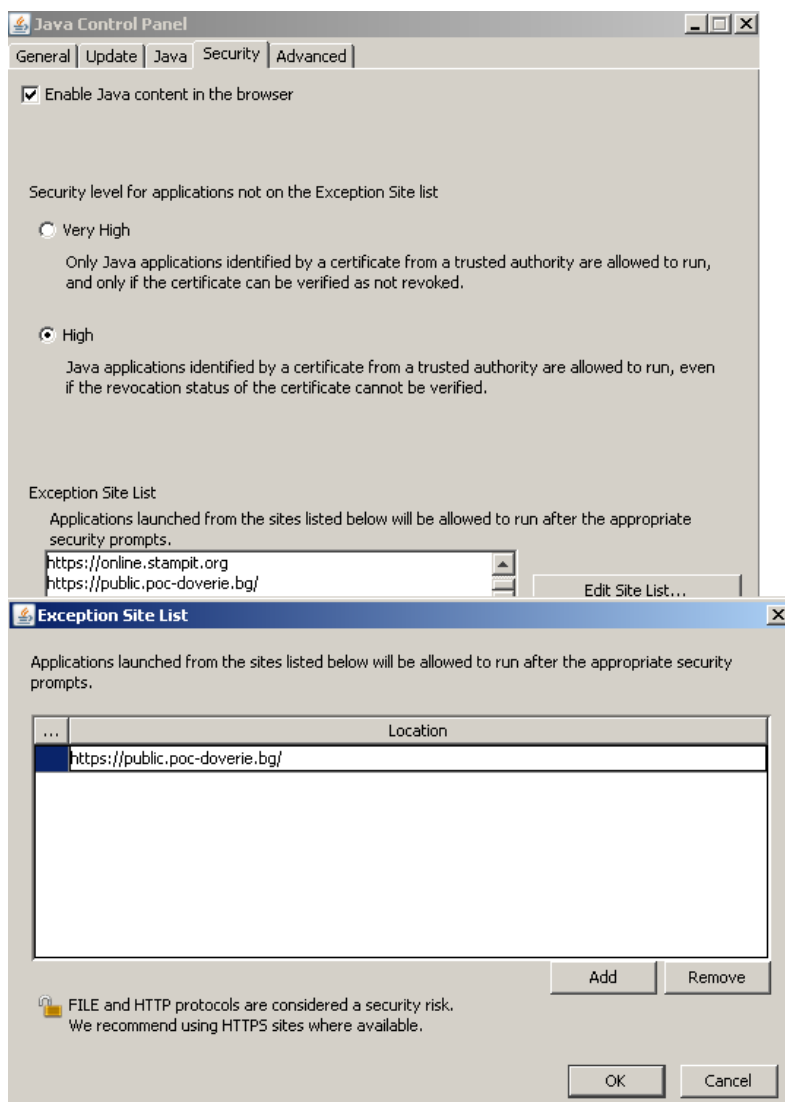 Java Control Panel
General Update Java Security Advanced
Enable Java content in the browser
Security level for applications not on the Exception Site list
Very High
Only Java applications identified by a certificate from a trusted authority are allowed to run,
and only if the certificate can be verified as not revoked.
High
Java applications identified by a certificate from a trusted authority are allowed to run, even
if the revocation status of the certificate cannot be verified.
Exception Site List
Applications launched from the sites listed below will be allowed to run after the appropriate
security prompts.
https://online.stampit.org
https://public.poc-doverie.bg/
Edit Site List...
Exception Site List
Applications launched from the sites listed below will be allowed to run after the appropriate security
prompts.
... Location
https://public.poc-doverie.bg/
Add Remove
FILE and HTTP protocols are considered a security risk.
We recommend using HTTPS sites where available.
OK Cancel